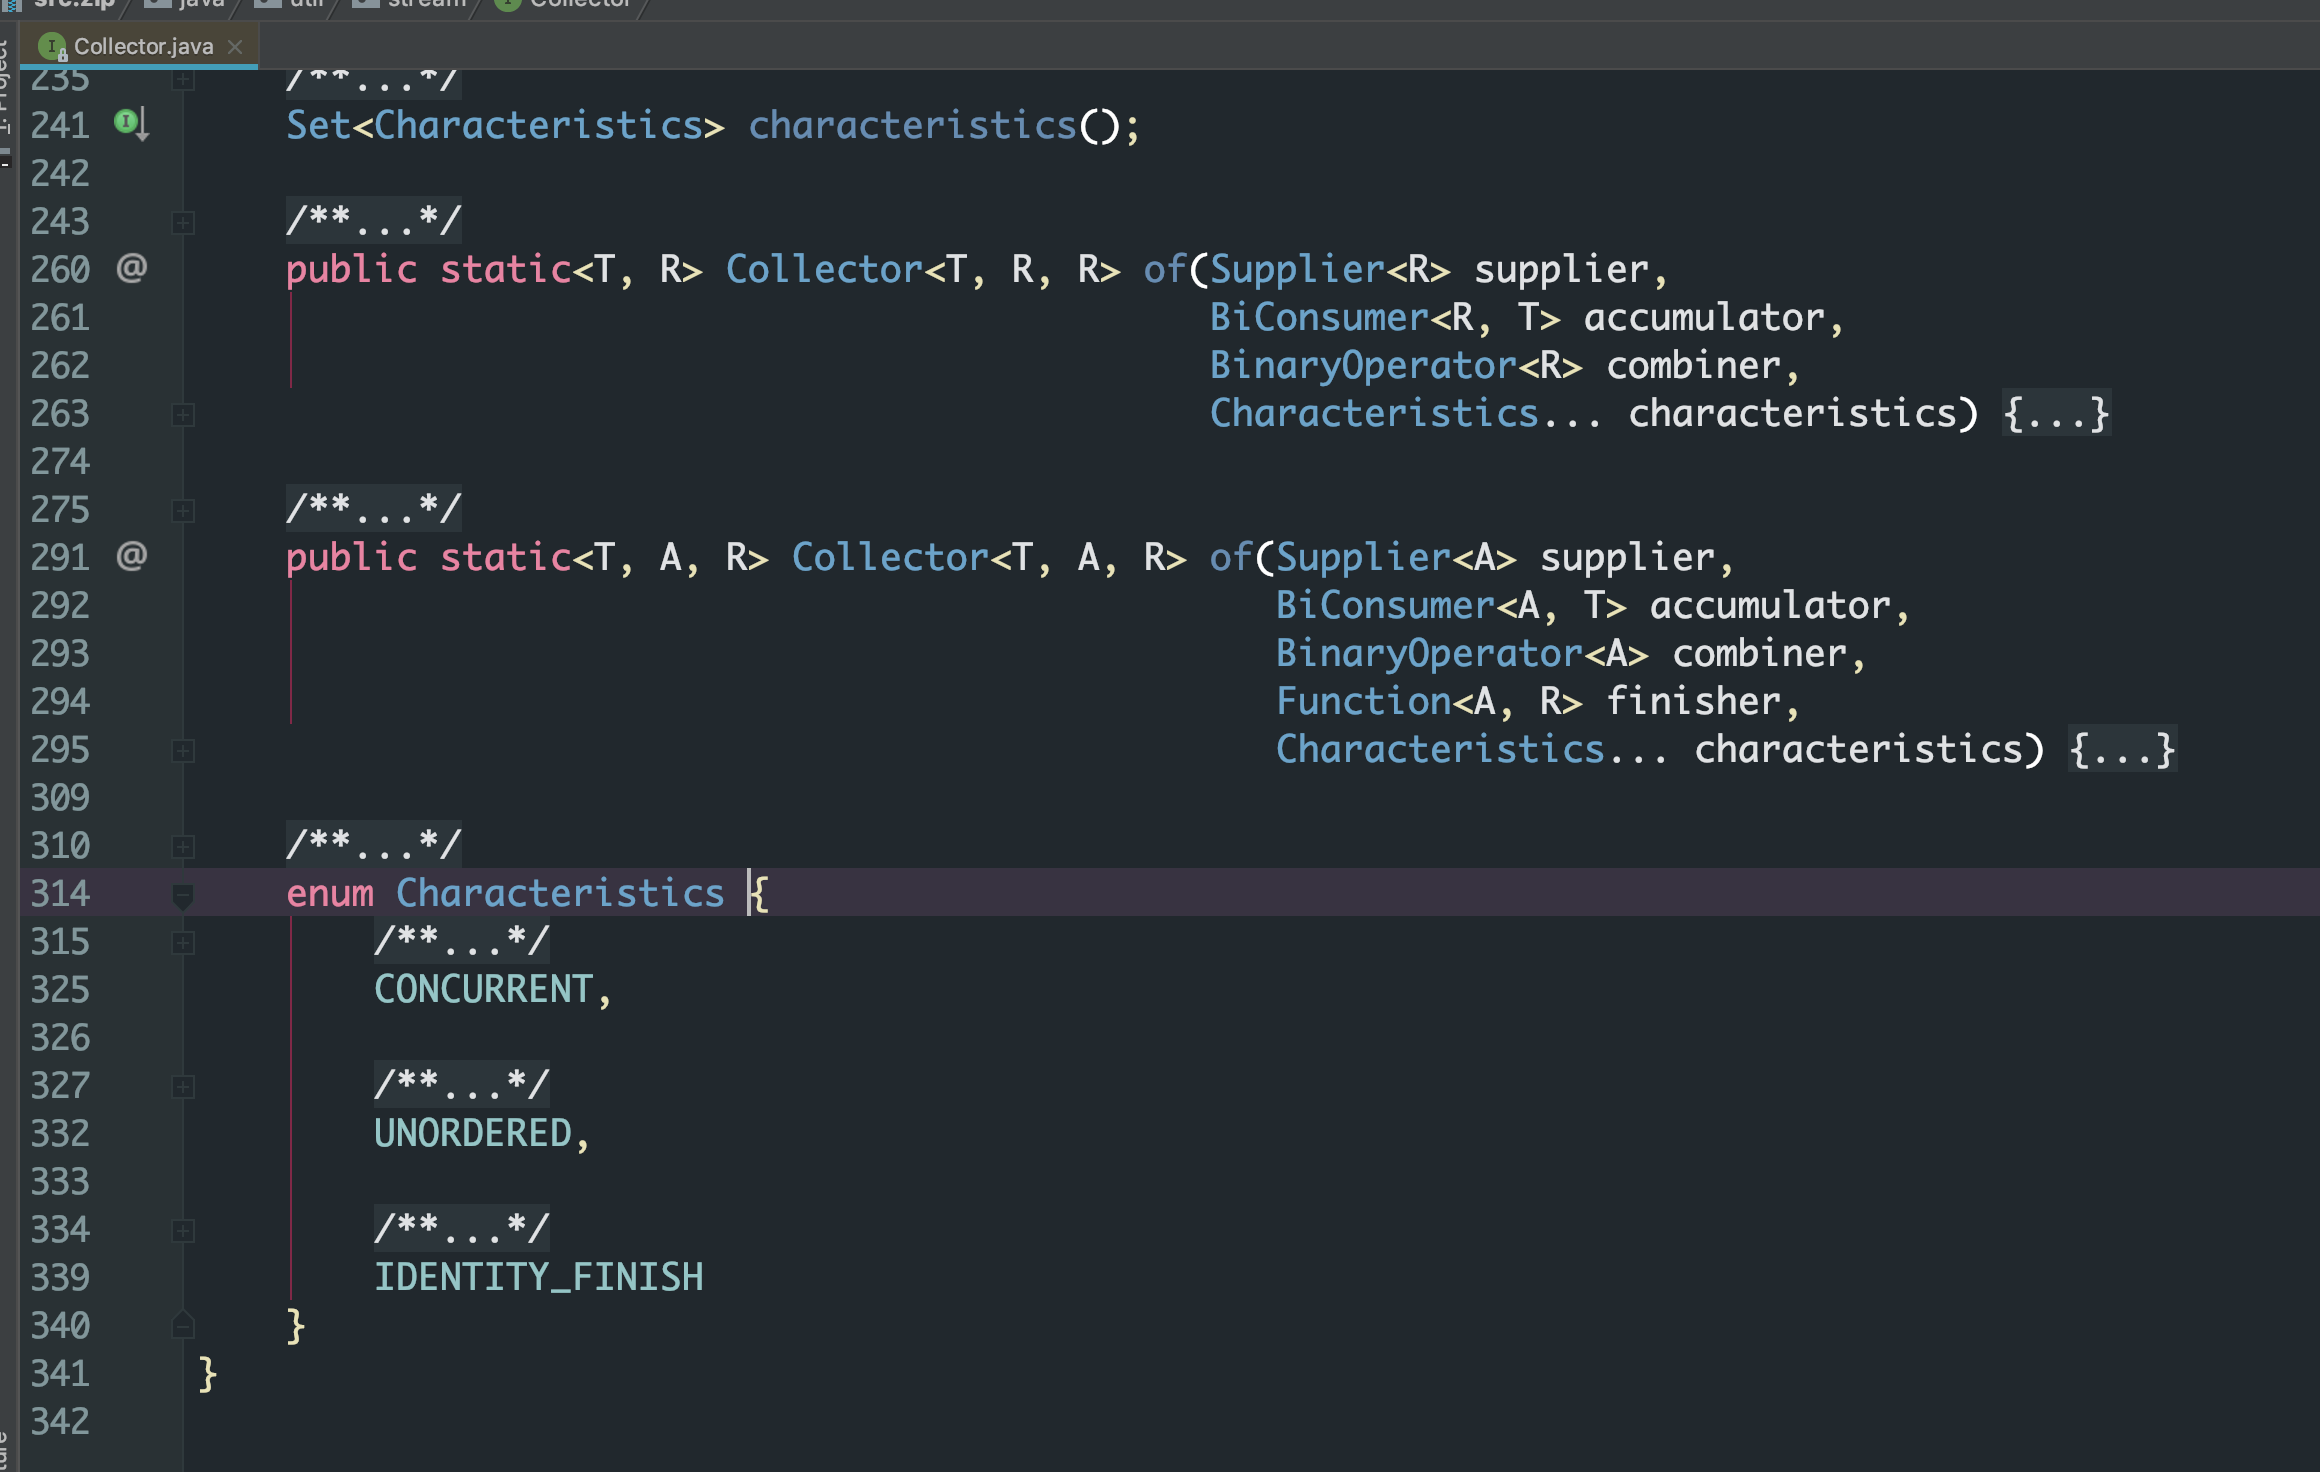 src.zip java util stream Collector
Project
Collector.java
235 /**...*/
241 Set<Characteristics> characteristics();
242
243 /**...*/
260 @ public static<T, R> Collector<T, R, R> of(Supplier<R> supplier,
261 BiConsumer<R, T> accumulator,
262 BinaryOperator<R> combiner,
263 Characteristics... characteristics) {...}
274
275 /**...*/
291 @ public static<T, A, R> Collector<T, A, R> of(Supplier<A> supplier,
292 BiConsumer<A, T> accumulator,
293 BinaryOperator<A> combiner,
294 Function<A, R> finisher,
295 Characteristics... characteristics) {...}
309
310 /**...*/
314 enum Characteristics {
315 /**...*/
325 CONCURRENT,
326
327 /**...*/
332 UNORDERED,
333
334 /**...*/
339 IDENTITY_FINISH
340 }
341 }
342